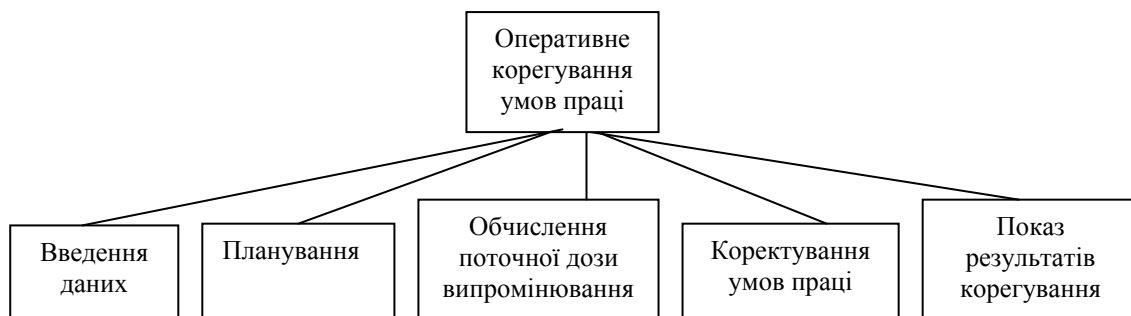 Оперативне
корегування
умов праці
Введення
даних
Планування
Обчислення
поточної дози
випромінювання
Коректування
умов праці
Показ
результатів
корегування